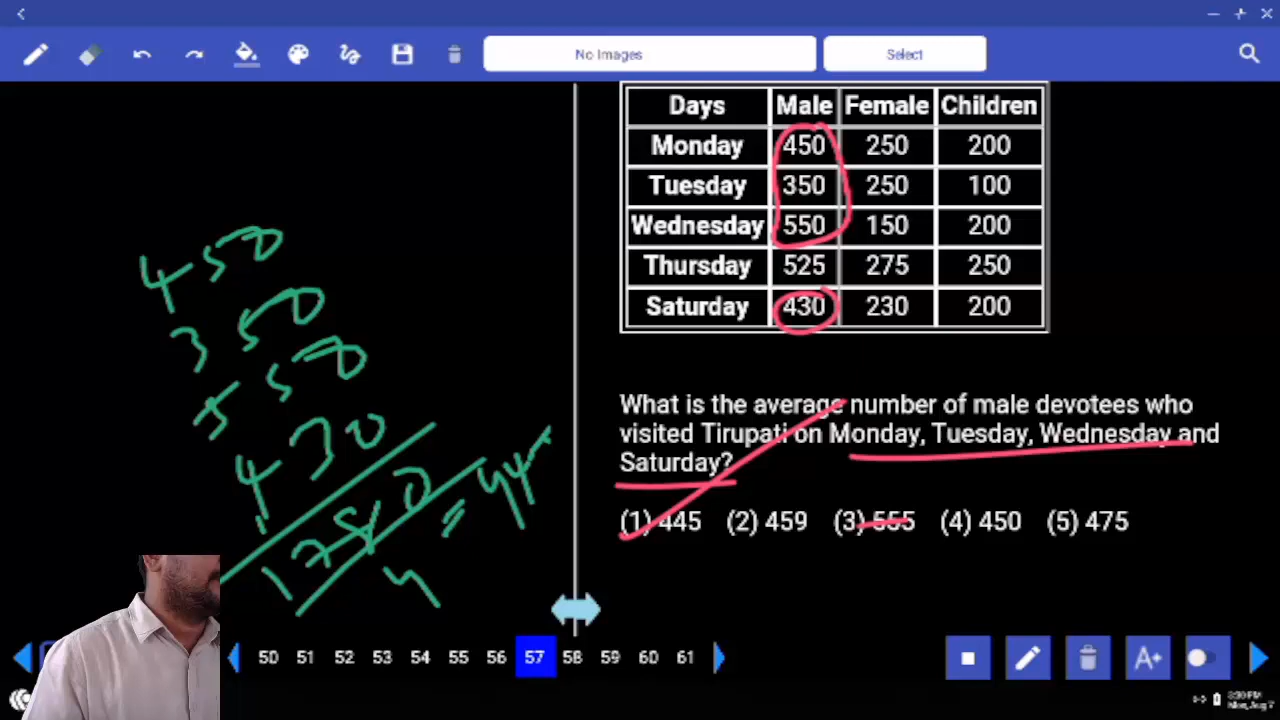 No Images Select
Days Male Female Children
Monday 450 250 200
Tuesday 350 250 100
Wednesday 550 150 200
Thursday 525 275 250
Saturday 430 230 200
What is the average number of male devotees who
visited Tirupati on Monday, Tuesday, Wednesday and
Saturday?
(1) 445 (2) 459 (3) 555 (4) 450 (5) 475
450
350
550
430
1780
4
50 51 52 53 54 55 56 57 58 59 60 61
A+